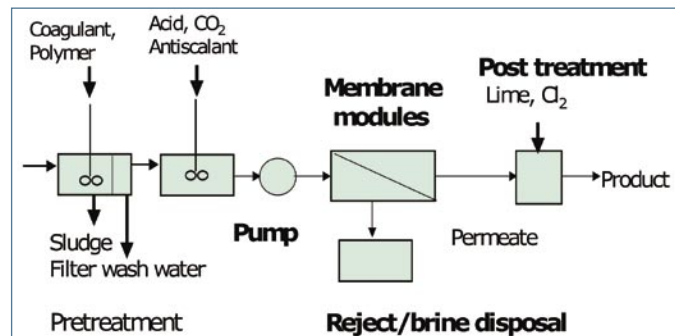 Coagulant,
Polymer
Acid, CO₂
Antiscalant
Membrane
modules
Post treatment
Lime, Cl₂
Product
Pump
Permeate
Sludge
Filter wash water
Pretreatment
Reject/brine disposal